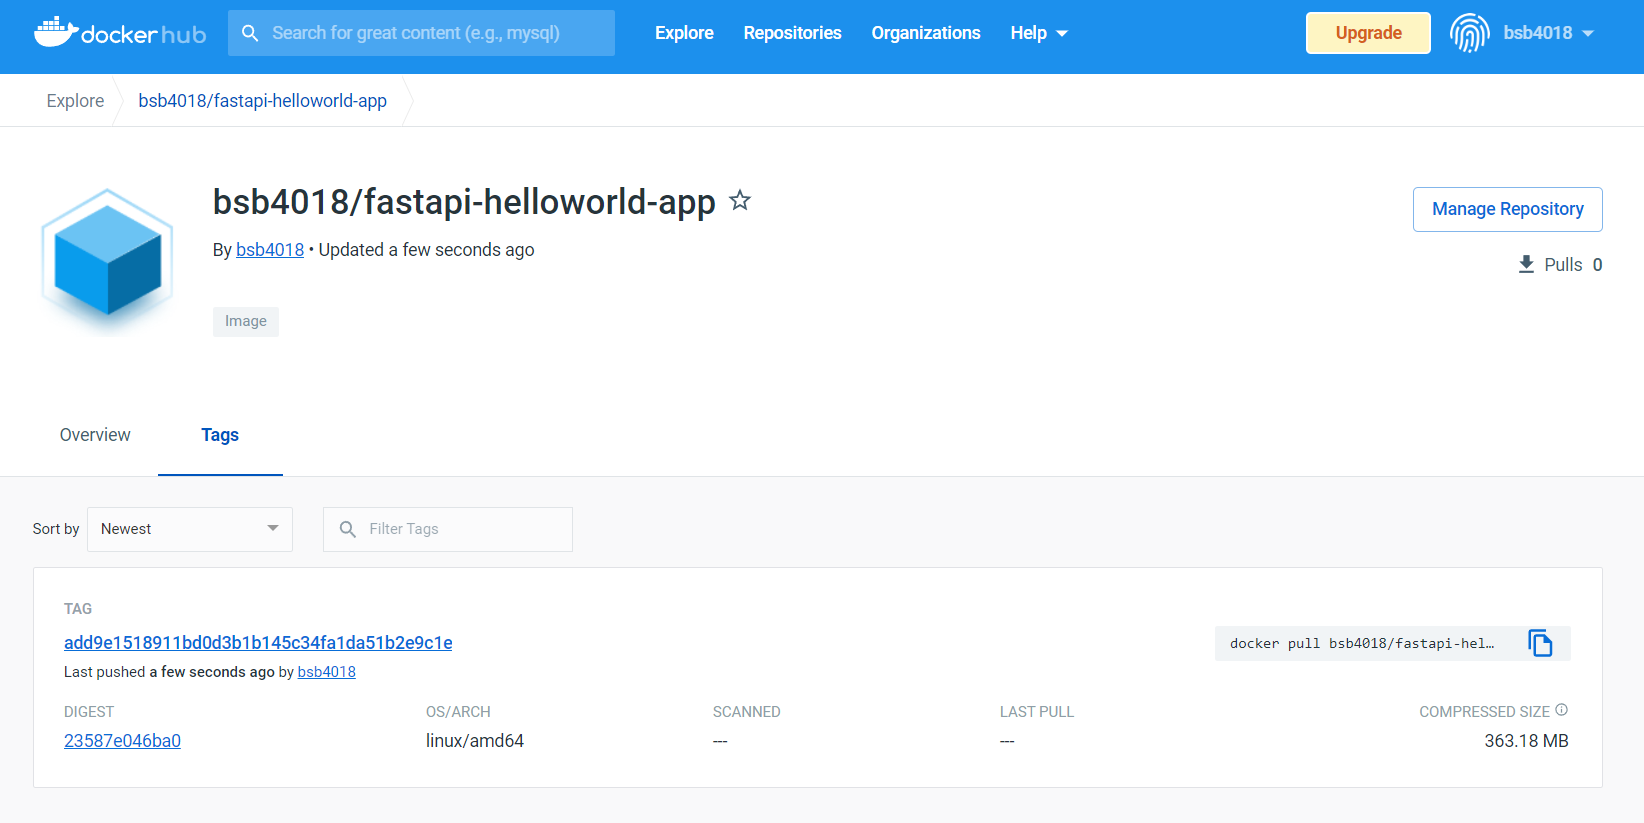 docker hub Search for great content (e.g., mysql) Explore Repositories Organizations Help Upgrade bsb4018
Explore bsb4018/fastapi-helloworld-app
bsb4018/fastapi-helloworld-app
Manage Repository
By bsb4018 • Updated a few seconds ago
Pulls 0
Image
Overview Tags
Sort by Newest Filter Tags
TAG
add9e1518911bd0d3b1b145c34fa1da51b2e9c1e
docker pull bsb4018/fastapi-hel...
Last pushed a few seconds ago by bsb4018
DIGEST OS/ARCH SCANNED LAST PULL COMPRESSED SIZE
23587e046ba0 linux/amd64 --- --- 363.18 MB